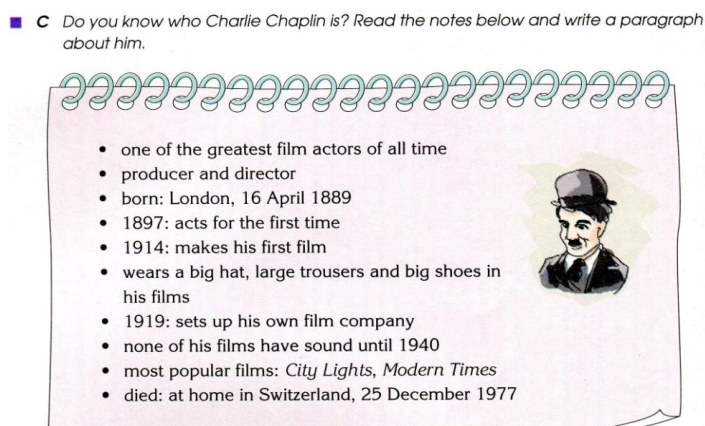 C Do you know who Charlie Chaplin is? Read the notes below and write a paragraph
about him.
• one of the greatest film actors of all time
• producer and director
• born: London, 16 April 1889
• 1897: acts for the first time
• 1914: makes his first film
• wears a big hat, large trousers and big shoes in
his films
• 1919: sets up his own film company
• none of his films have sound until 1940
• most popular films: City Lights, Modern Times
• died: at home in Switzerland, 25 December 1977